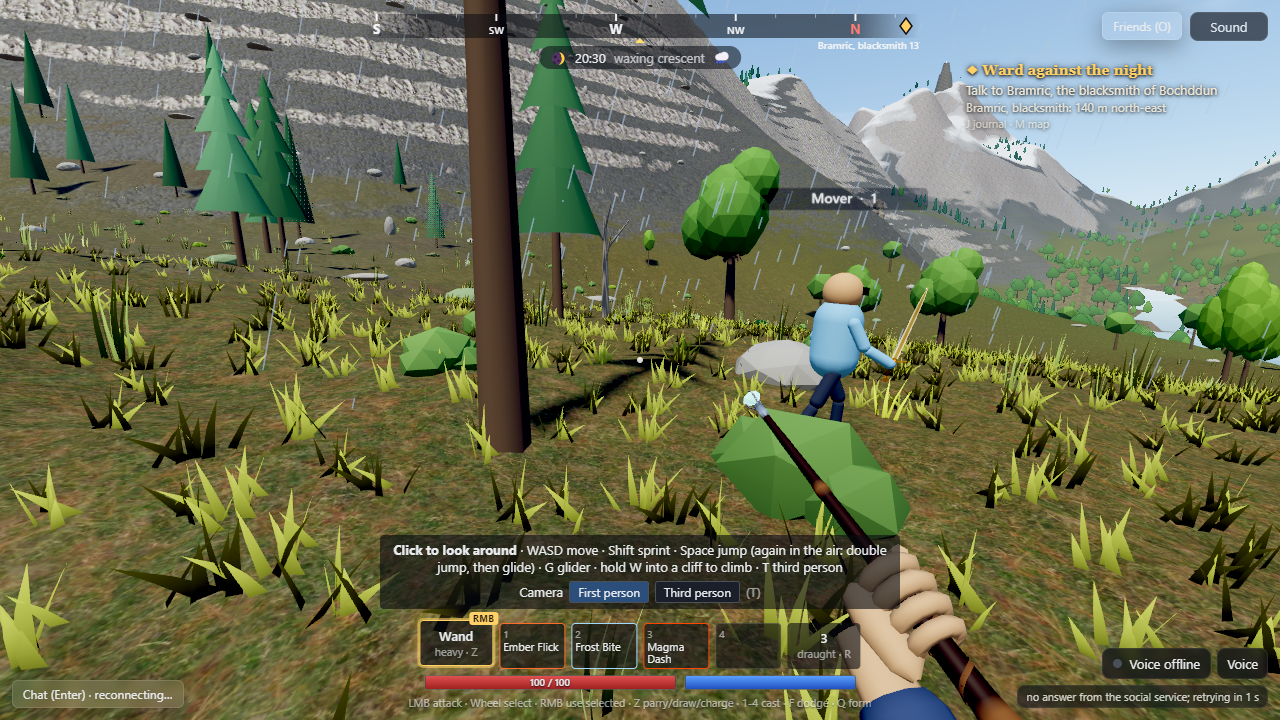 S
SW
W
NW
N
Bramric, blacksmith 13
20:30 waxing crescent
Friends (O)
Sound
Ward against the night
Talk to Bramric, the blacksmith of Bochddun
Bramric, blacksmith: 140 m north-east
J journal · M map
Mover · 1
Click to look around · WASD move · Shift sprint · Space jump (again in the air: double
jump, then glide) · G glider · hold W into a cliff to climb · T third person
Camera First person Third person (T)
RMB
Wand
heavy · Z
1
Ember Flick
2
Frost Bite
3
Magma
Dash
4
3
draught · R
100 / 100
LMB attack · Wheel select · RMB use selected · Z parry/draw/charge · 1-4 cast · F dodge · Q form
Chat (Enter) · reconnecting...
Voice offline
Voice
no answer from the social service; retrying in 1 s